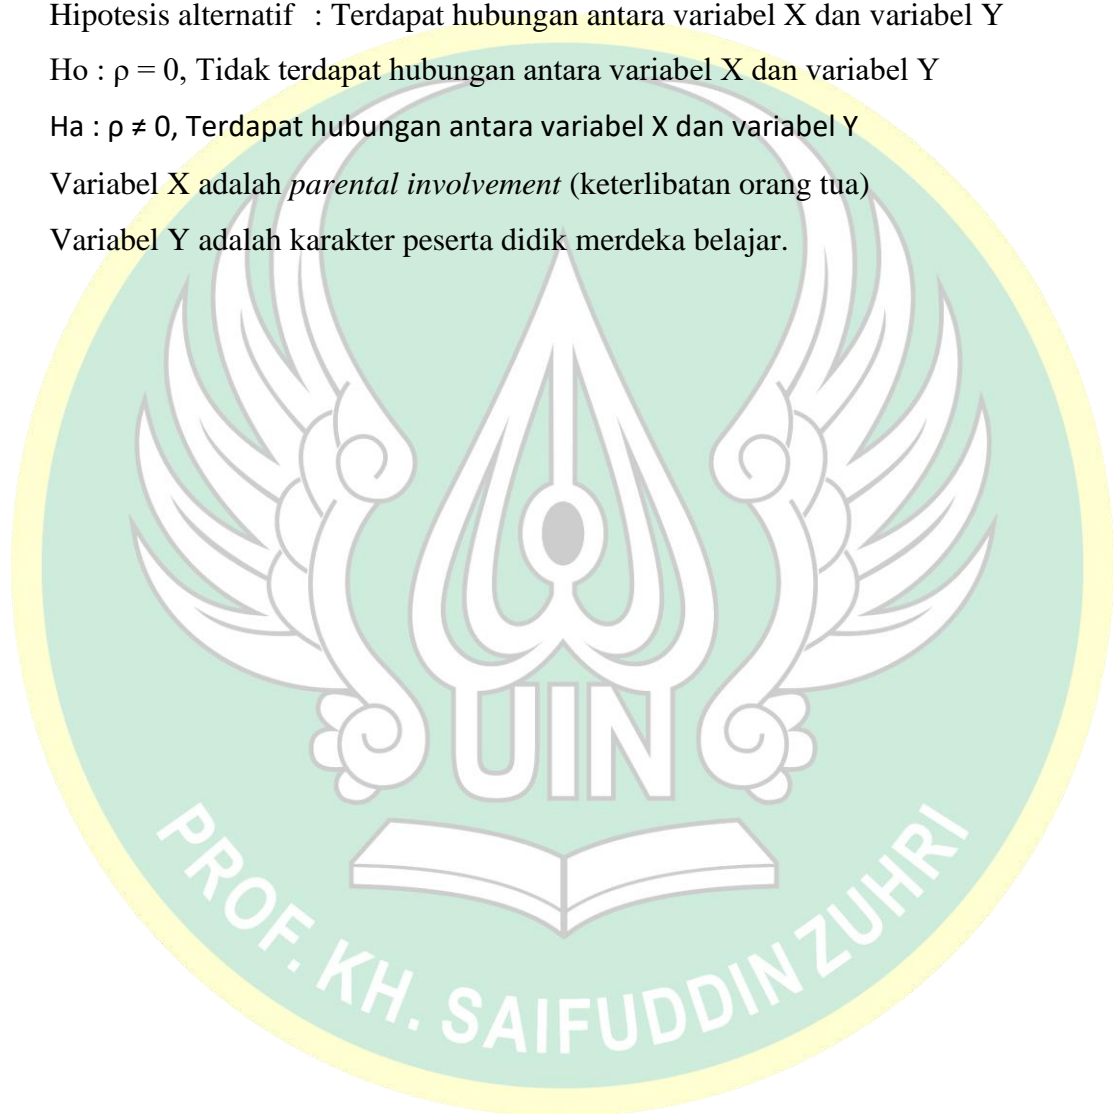 Hipotesis alternatif : Terdapat hubungan antara variabel X dan variabel Y
Ho : ρ = 0, Tidak terdapat hubungan antara variabel X dan variabel Y
Ha : ρ ≠ 0, Terdapat hubungan antara variabel X dan variabel Y
Variabel X adalah parental involvement (keterlibatan orang tua)
Variabel Y adalah karakter peserta didik merdeka belajar.
UIN
PROF. KH. SAIFUDDIN ZUHRI